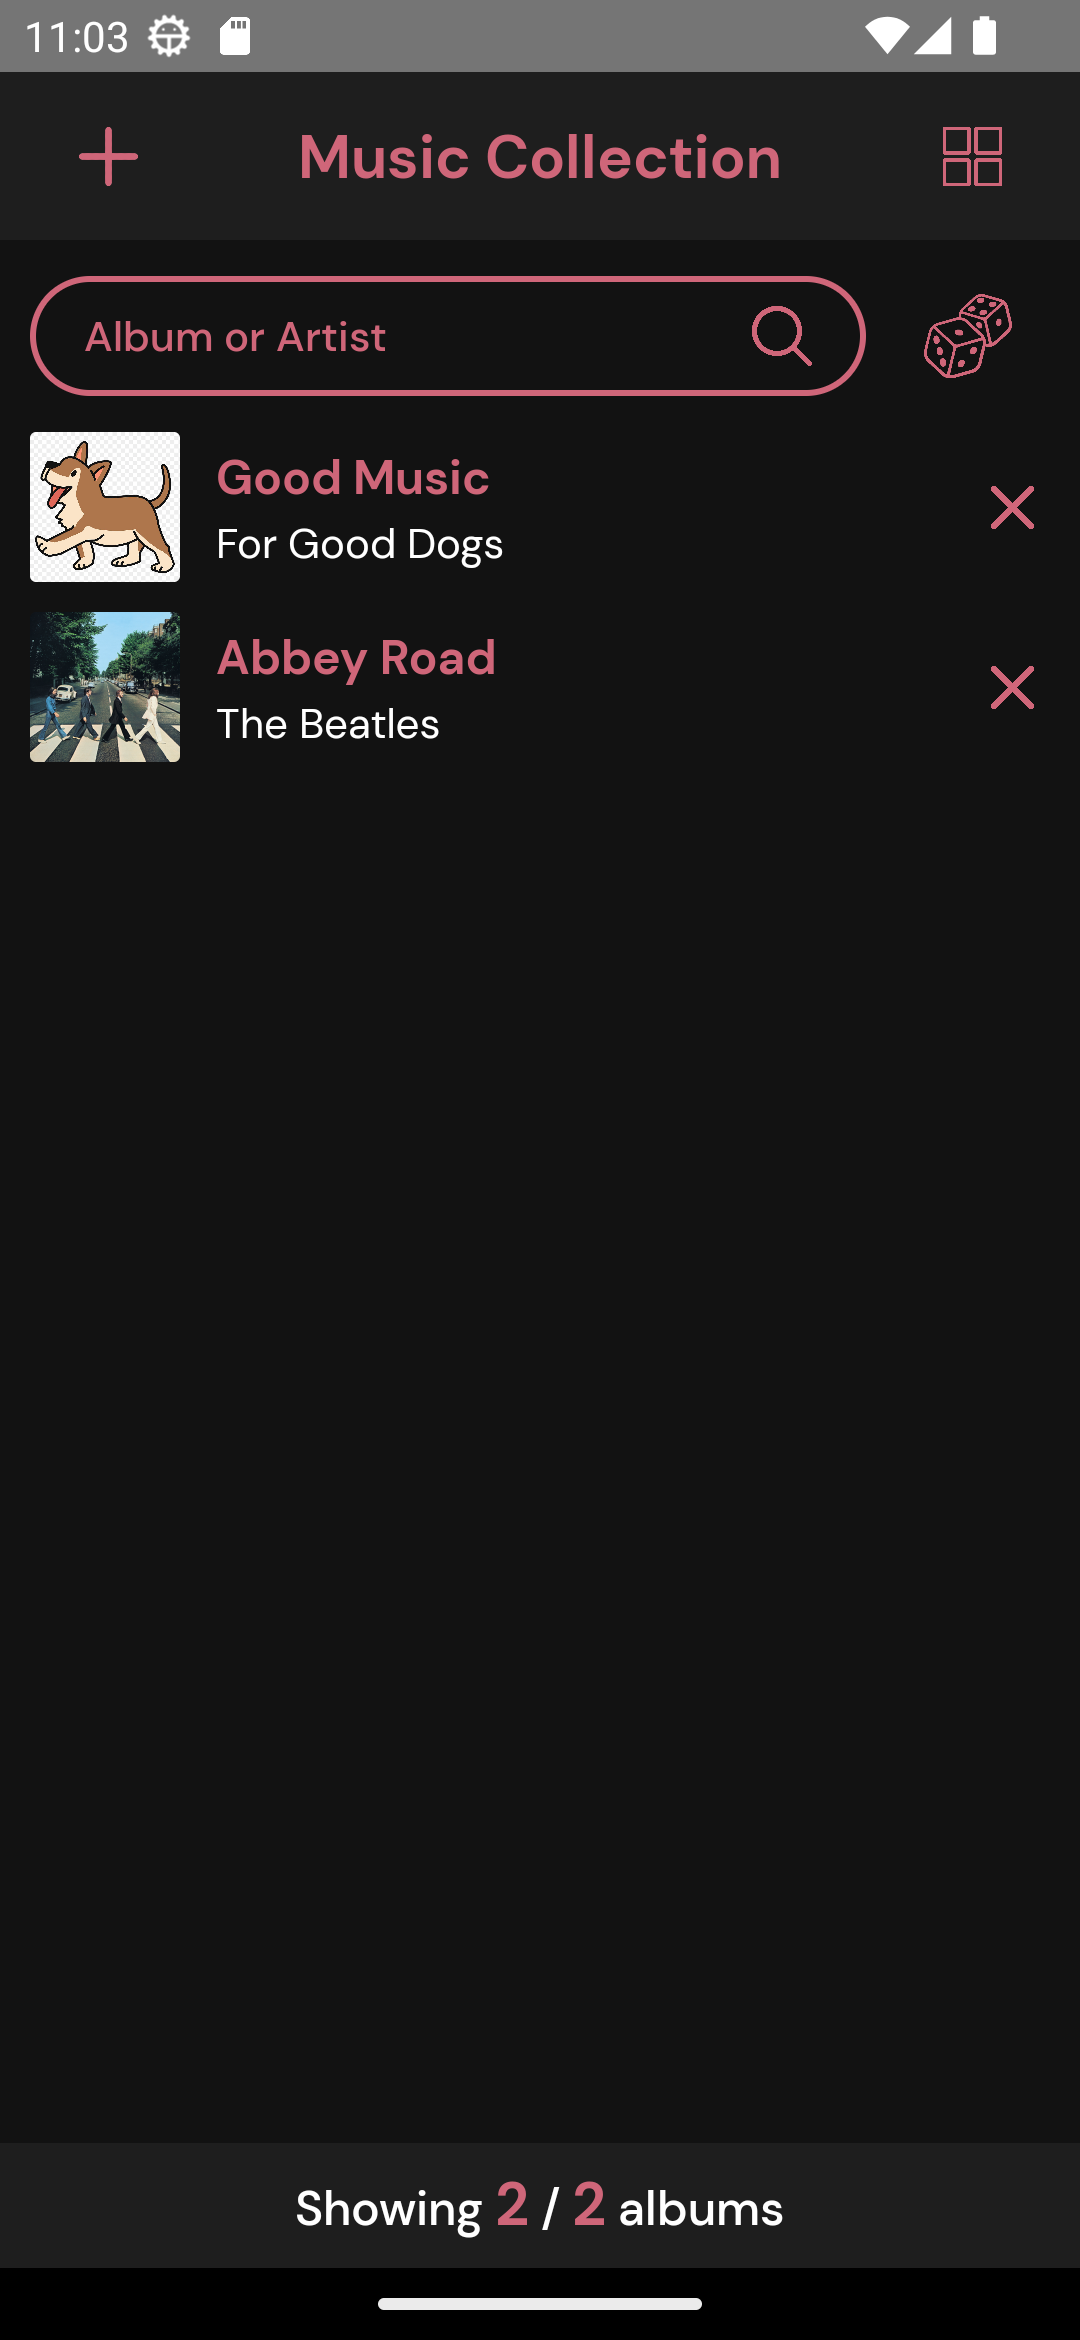 11:03
Music Collection
Album or Artist
Good Music
For Good Dogs
Abbey Road
The Beatles
Showing 2 / 2 albums